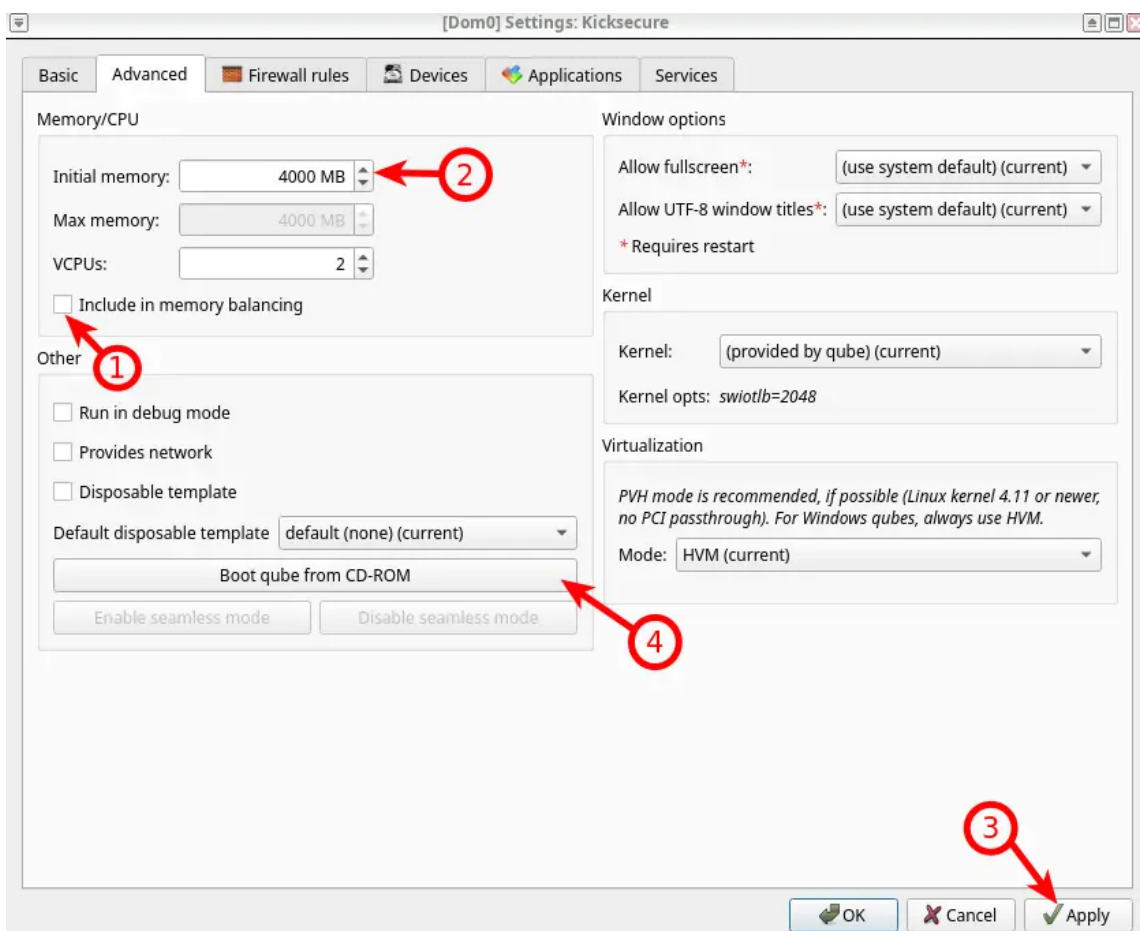 [Dom0] Settings: Kicksecure
Basic
Advanced
Firewall rules
Devices
Applications
Services
Memory/CPU
Initial memory:
4000 MB
2
Max memory:
4000 MB
VCPUs:
2
Include in memory balancing
1
Other
Run in debug mode
Provides network
Disposable template
Default disposable template
default (none) (current)
Boot qube from CD-ROM
4
Enable seamless mode
Disable seamless mode
Window options
Allow fullscreen*:
(use system default) (current)
Allow UTF-8 window titles*:
(use system default) (current)
* Requires restart
Kernel
Kernel:
(provided by qube) (current)
Kernel opts: swiotlb=2048
Virtualization
PVH mode is recommended, if possible (Linux kernel 4.11 or newer,
no PCI passthrough). For Windows qubes, always use HVM.
Mode:
HVM (current)
3
OK
Cancel
Apply